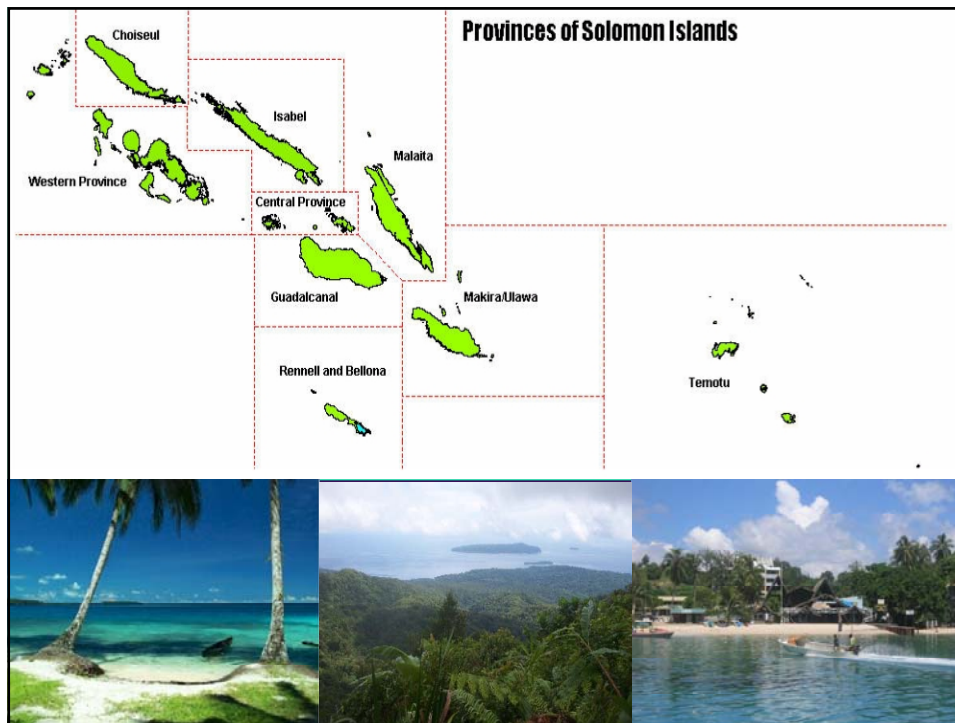 Provinces of Solomon Islands
Choiseul
Isabel
Malaita
Western Province
Central Province
Guadalcanal
Makira/Ulawa
Rennell and Bellona
Temotu